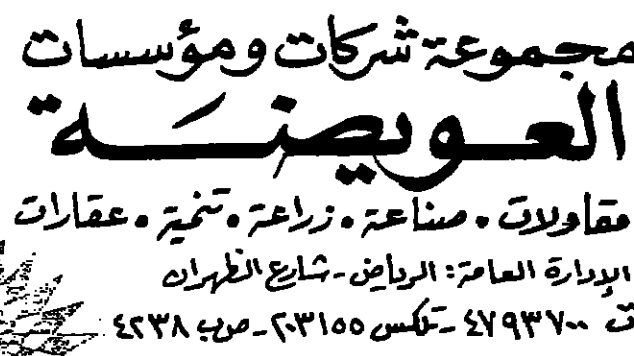 مجموعة شركات ومؤسسات
العويضة
مقاولات • صناعة • زراعة • تنمية • عقارات
الإدارة العامة: الرياض - شارع الظهران
ت ٤٧٩٣٧٠٠ - تلكس ٢٠٣١٥٥ - ص ب ٤٢٣٨